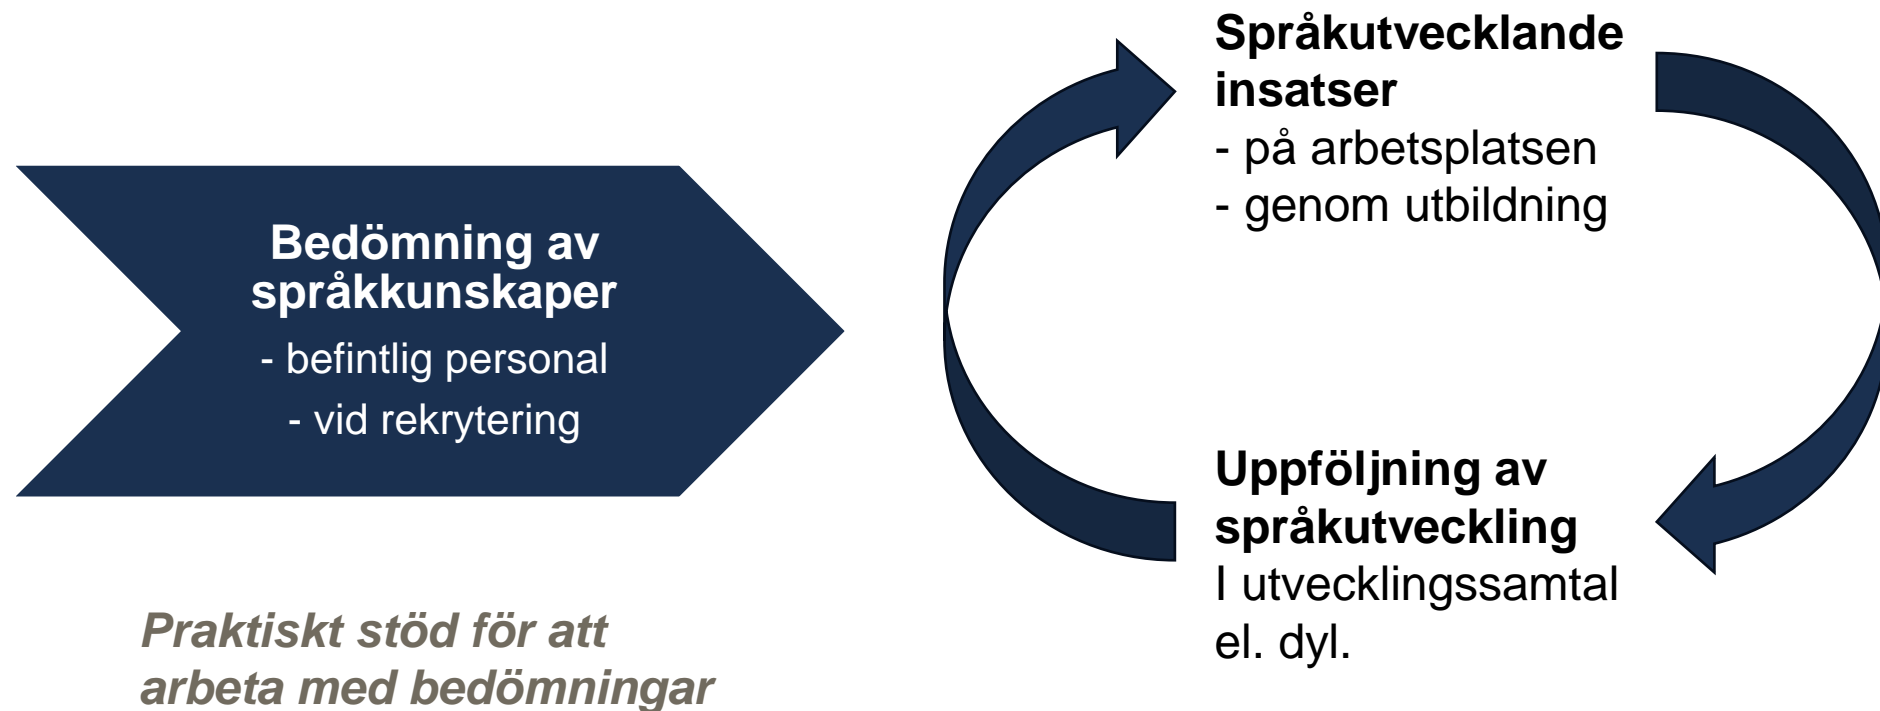 Bedömning av
språkkunskaper
- befintlig personal
- vid rekrytering
Praktiskt stöd för att
arbeta med bedömningar
Språkutvecklande
insatser
- på arbetsplatsen
- genom utbildning
Uppföljning av
språkutveckling
I utvecklingssamtal
el. dyl.